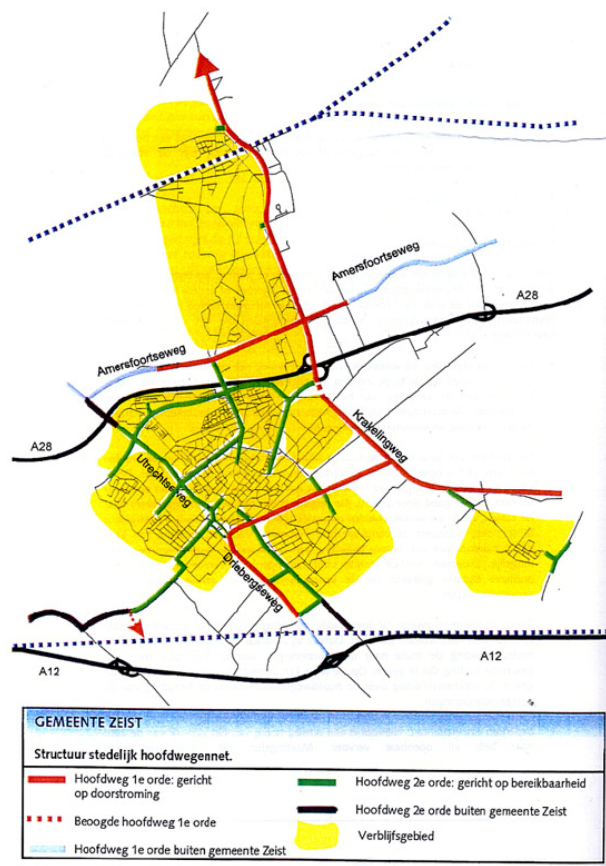 Amersfoortseweg
A28
Amersfoortseweg
A28
Krakelingweg
Utrechtseweg
Driebergseweg
A12
A12
GEMEENTE ZEIST
Structuur stedelijk hoofdwegennet.
Hoofdweg 1e orde: gericht
op doorstroming
Beoogde hoofdweg 1e orde
Hoofdweg 1e orde buiten gemeente Zeist
Hoofdweg 2e orde: gericht op bereikbaarheid
Hoofdweg 2e orde buiten gemeente Zeist
Verblijfsgebied